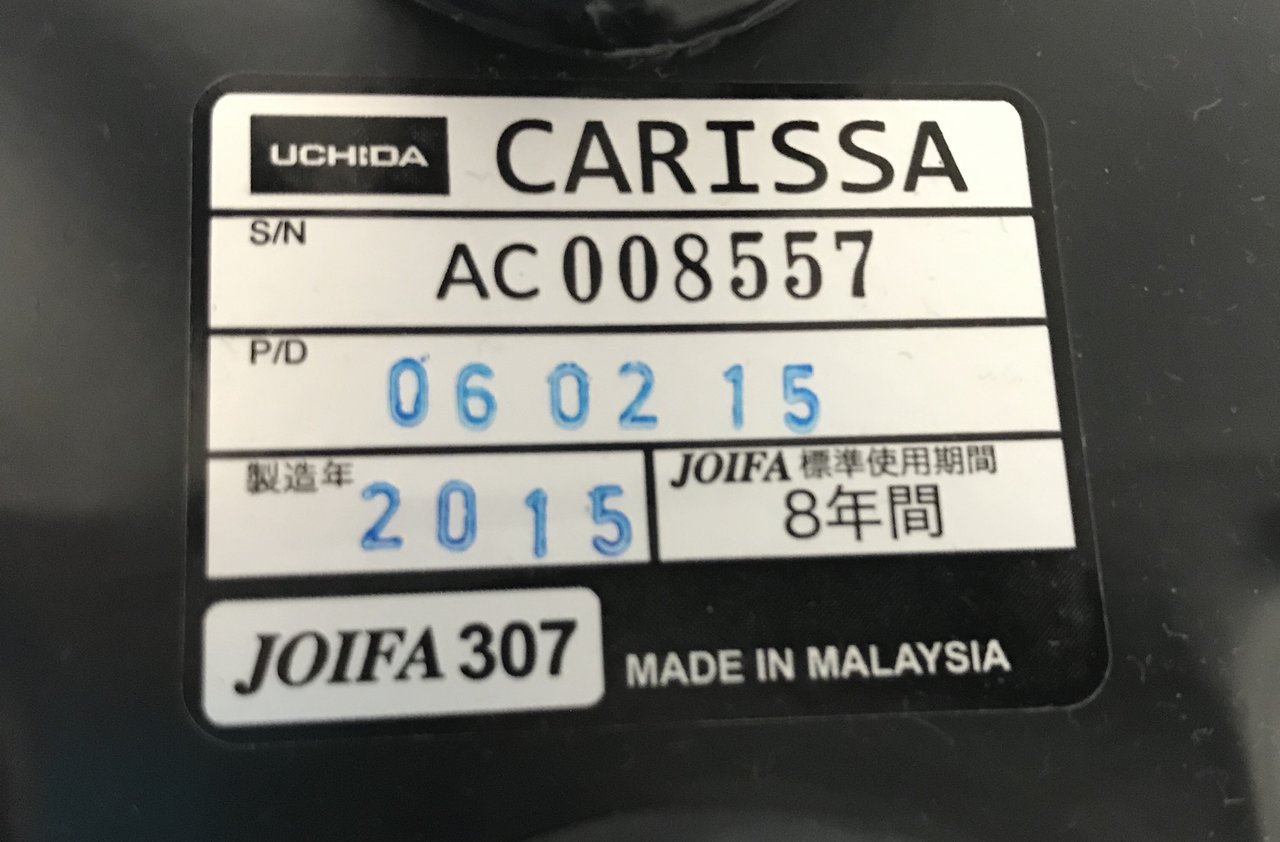 UCHIDA CARISSA
S/N
AC008557
P/D
06 02 15
製造年
2015
JOIFA 標準使用期間
8年間
JOIFA 307
MADE IN MALAYSIA